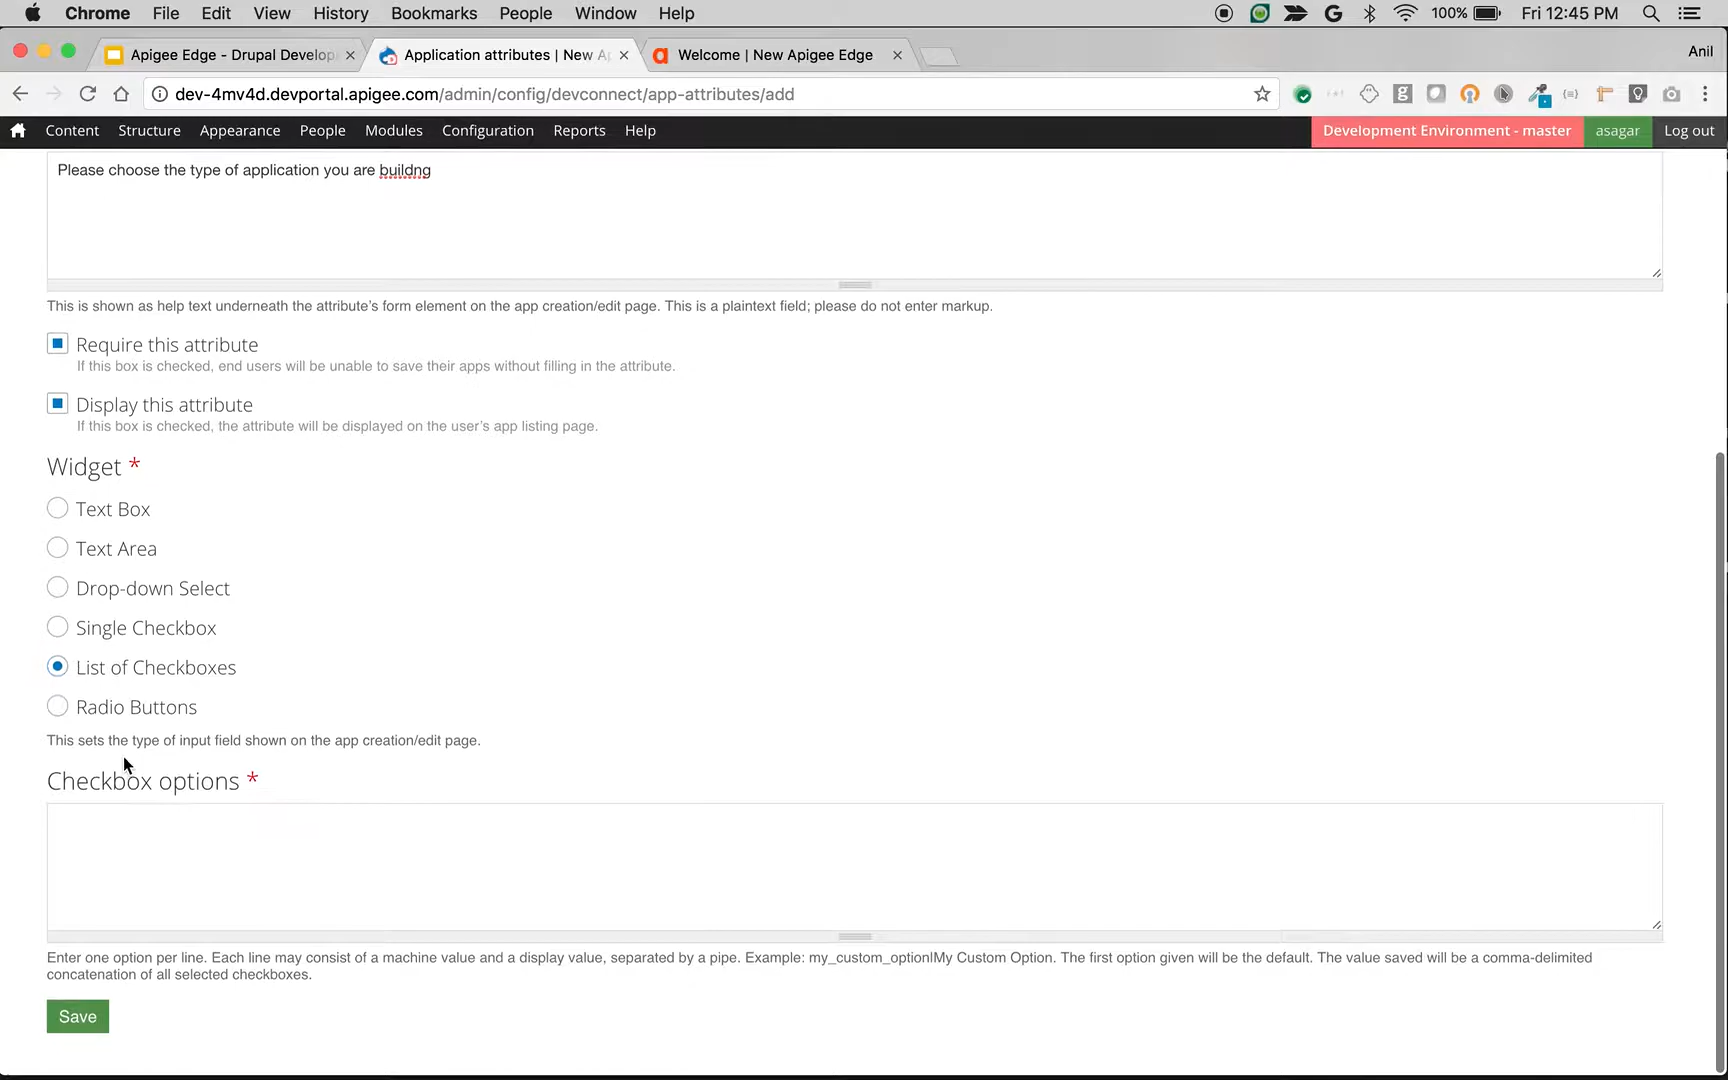 Chrome File Edit View History Bookmarks People Window Help 100% Fri 12:45 PM
Apigee Edge - Drupal Develop Application attributes | New Ap Welcome | New Apigee Edge Anil
dev-4mv4d.devportal.apigee.com/admin/config/devconnect/app-attributes/add
Content Structure Appearance People Modules Configuration Reports Help Development Environment - master asagar Log out
Please choose the type of application you are buildng
This is shown as help text underneath the attribute's form element on the app creation/edit page. This is a plaintext field; please do not enter markup.
Require this attribute
If this box is checked, end users will be unable to save their apps without filling in the attribute.
Display this attribute
If this box is checked, the attribute will be displayed on the user's app listing page.
Widget *
Text Box
Text Area
Drop-down Select
Single Checkbox
List of Checkboxes
Radio Buttons
This sets the type of input field shown on the app creation/edit page.
Checkbox options *
Enter one option per line. Each line may consist of a machine value and a display value, separated by a pipe. Example: my_custom_option|My Custom Option. The first option given will be the default. The value saved will be a comma-delimited
concatenation of all selected checkboxes.
Save